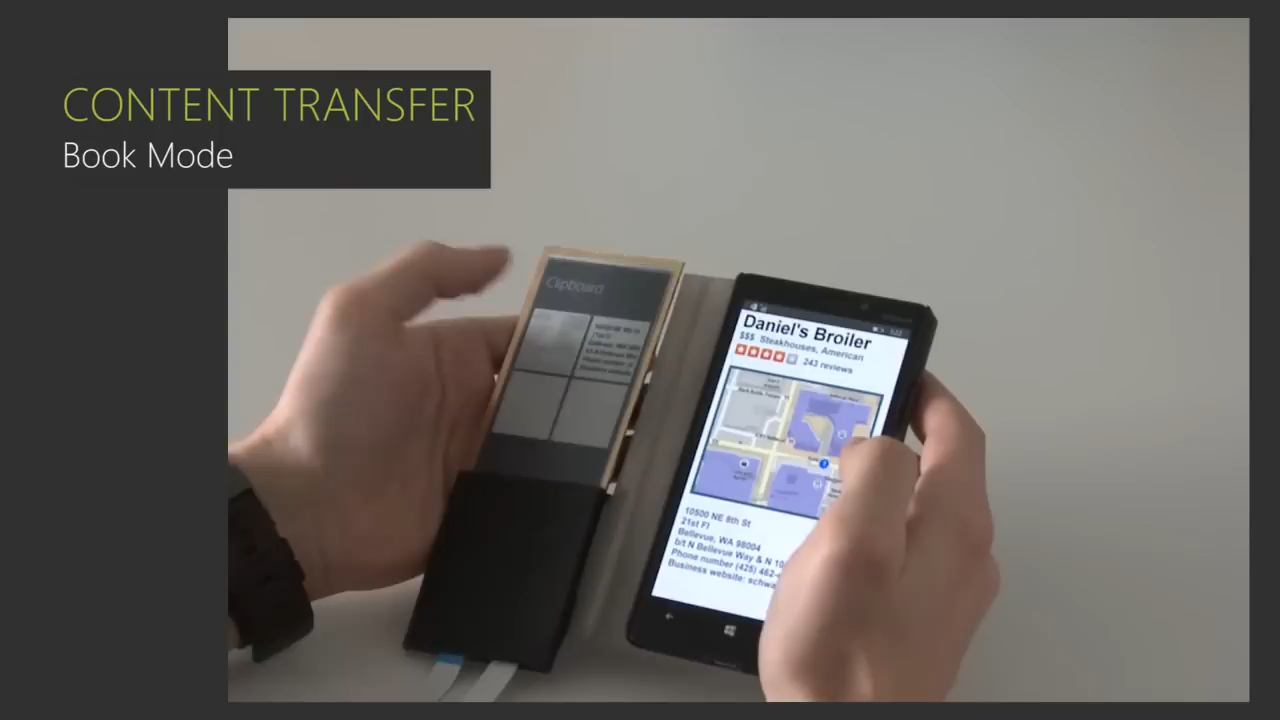 CONTENT TRANSFER
Book Mode
Clipboard
Daniel's Broiler
$$$ Steakhouses, American
243 reviews
10500 NE 8th St
21st Fl
Bellevue, WA 98004
b/t N Bellevue Way & N 10
Phone number (425) 462-
Business website: schwa